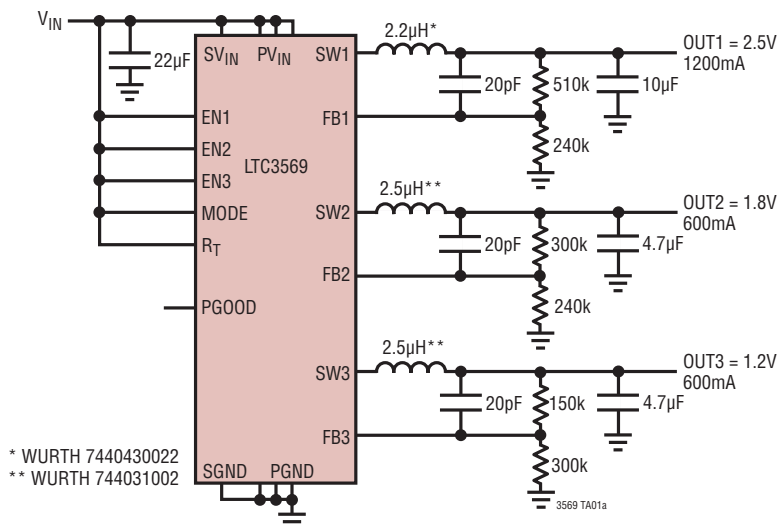 VIN
22µF
SVIN PVIN SW1
2.2µH*
OUT1 = 2.5V
1200mA
20pF
510k
10µF
EN1
FB1
EN2
240k
LTC3569
EN3
2.5µH**
MODE
SW2
OUT2 = 1.8V
600mA
RT
20pF
300k
4.7µF
FB2
PGOOD
240k
2.5µH**
SW3
OUT3 = 1.2V
600mA
20pF
150k
4.7µF
FB3
* WURTH 7440430022
** WURTH 744031002
SGND PGND
300k
3569 TA01a